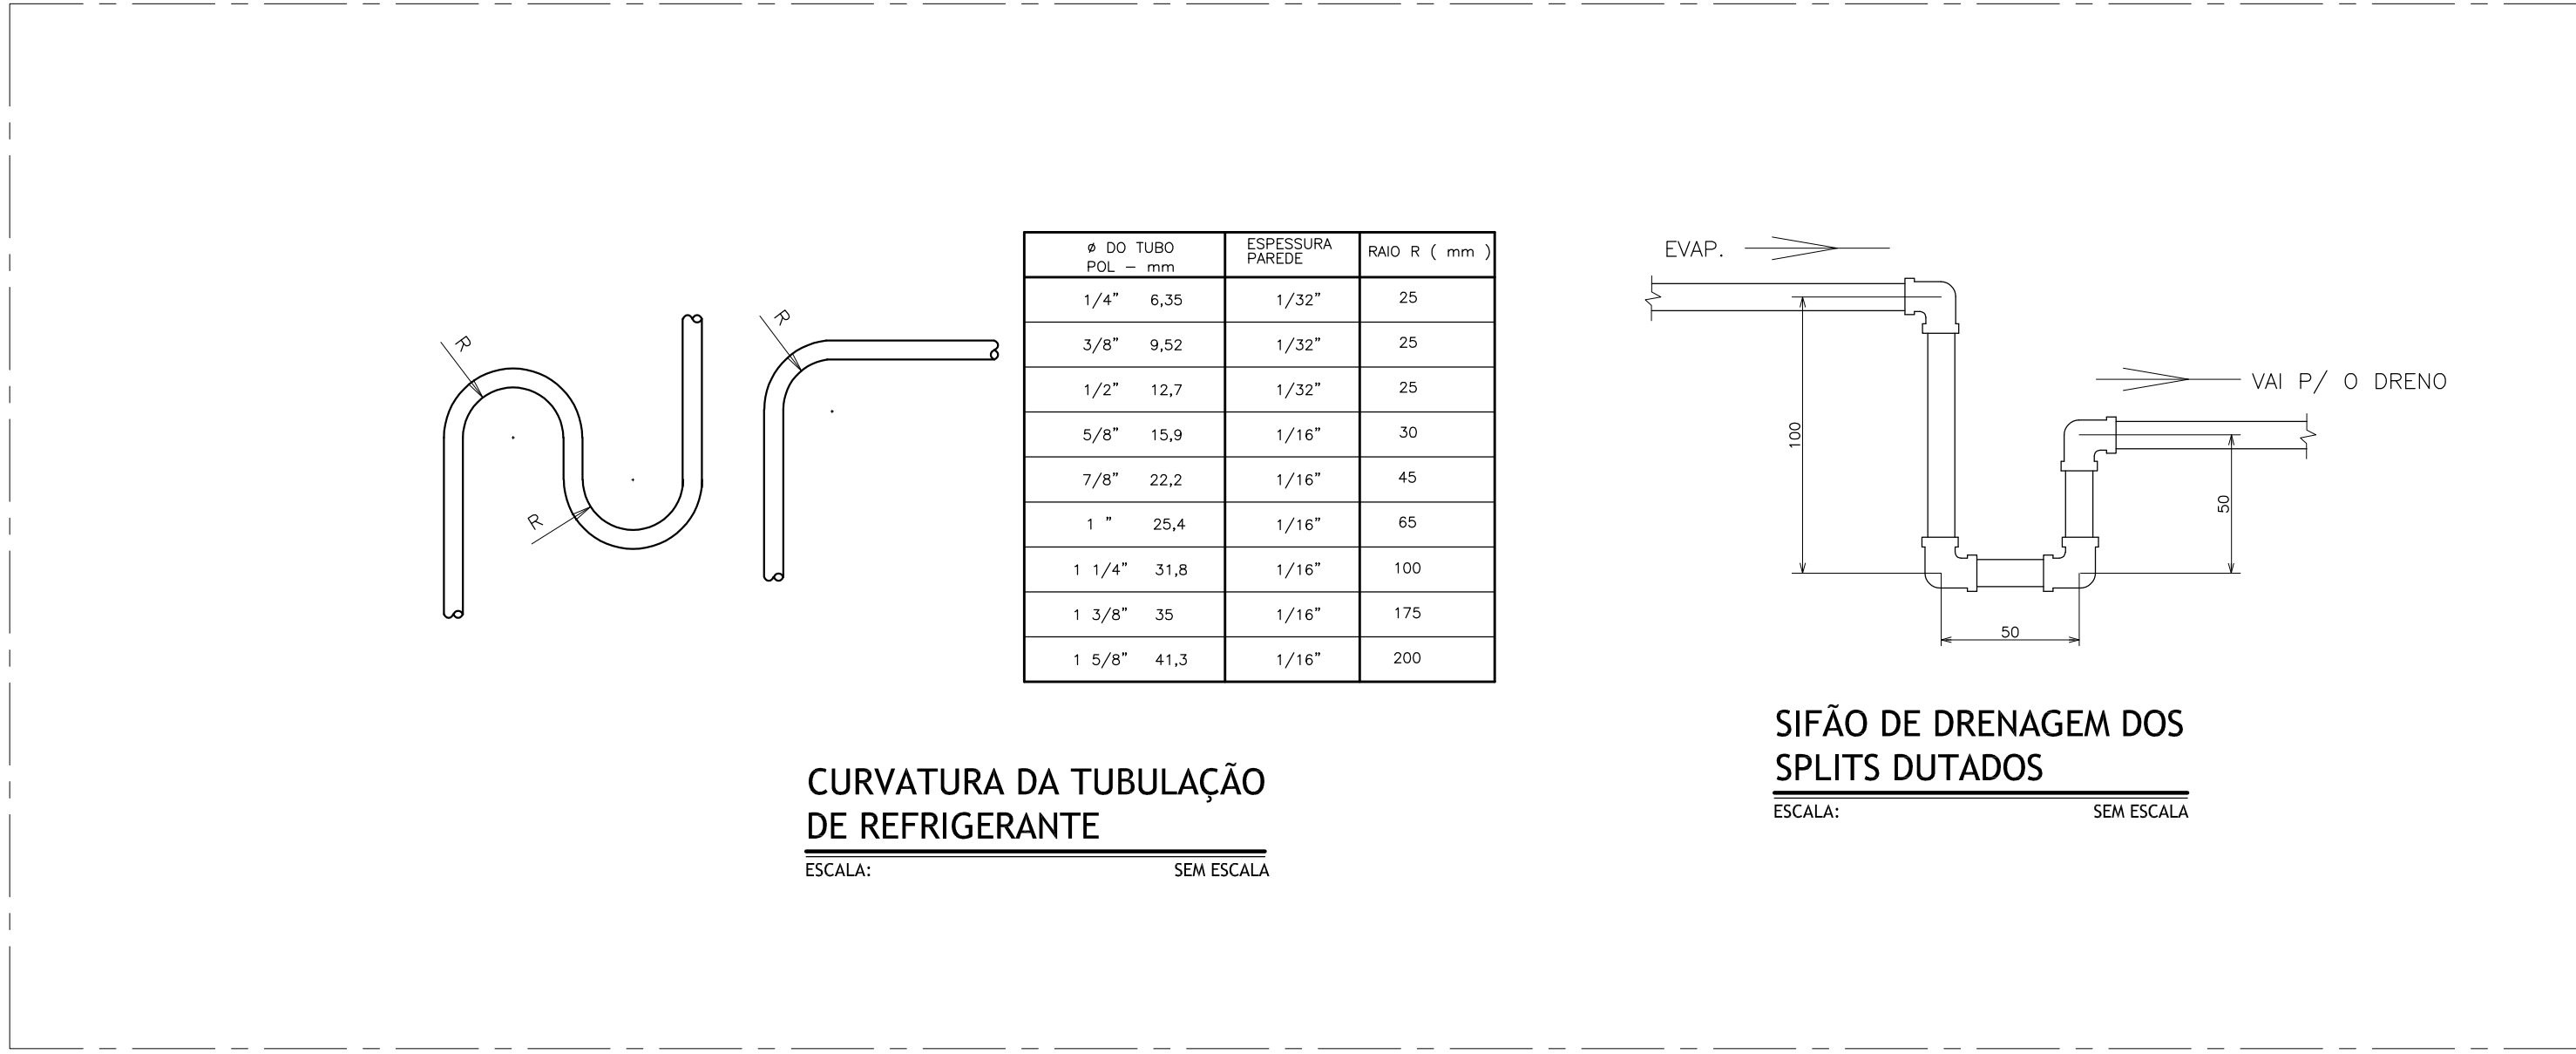 R
R
R
Ø DO TUBO
POL – mm
ESPESSURA
PAREDE
RAIO R ( mm )
1/4" 6,35 1/32" 25
3/8" 9,52 1/32" 25
1/2" 12,7 1/32" 25
5/8" 15,9 1/16" 30
7/8" 22,2 1/16" 45
1 " 25,4 1/16" 65
1 1/4" 31,8 1/16" 100
1 3/8" 35 1/16" 175
1 5/8" 41,3 1/16" 200
CURVATURA DA TUBULAÇÃO
DE REFRIGERANTE
ESCALA: SEM ESCALA
EVAP.
VAI P/ O DRENO
100
50
50
SIFÃO DE DRENAGEM DOS
SPLITS DUTADOS
ESCALA: SEM ESCALA